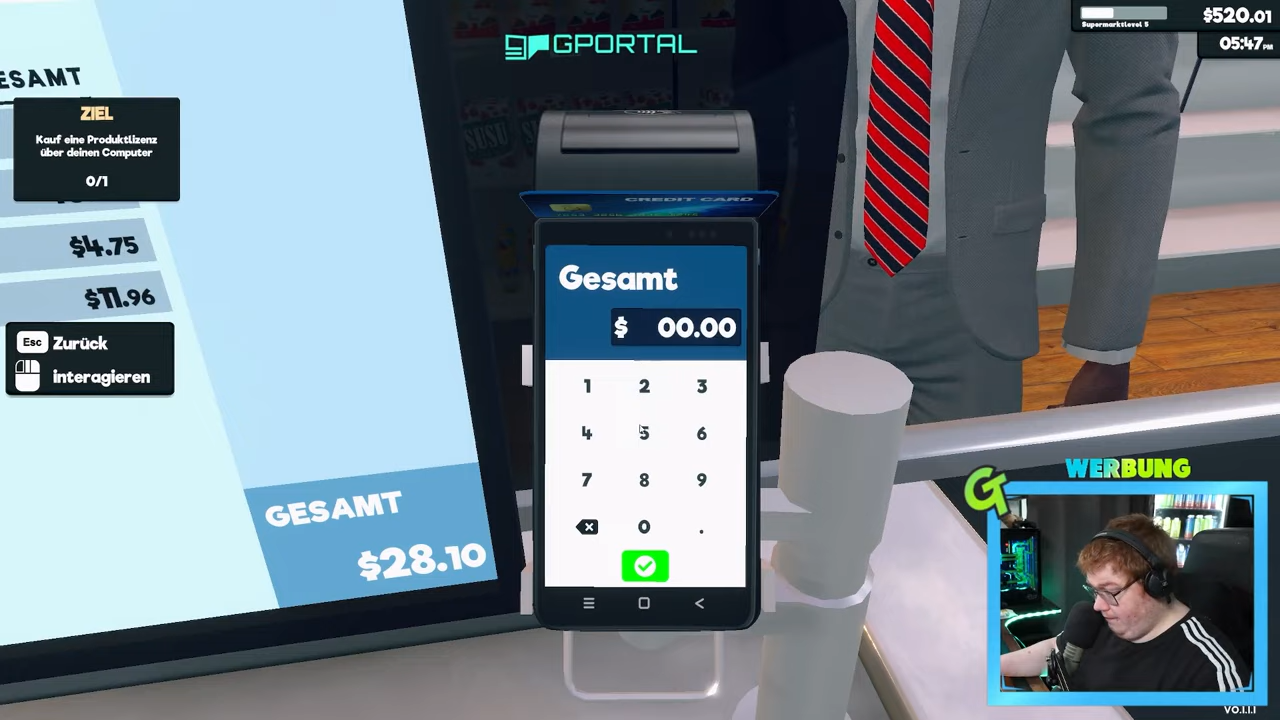 GPORTAL
$520.01
Supermarktlevel 5
05:47PM
ESAMT
ZIEL
Kauf eine Produktlizenz
über deinen Computer
0/1
$4.75
$11.96
Esc Zurück
interagieren
SUSU
CREDIT CARD
Gesamt
$ 00.00
1 2 3
4 5 6
7 8 9
0 .
GESAMT
$28.10
WERBUNG
G
V0.1.1.1